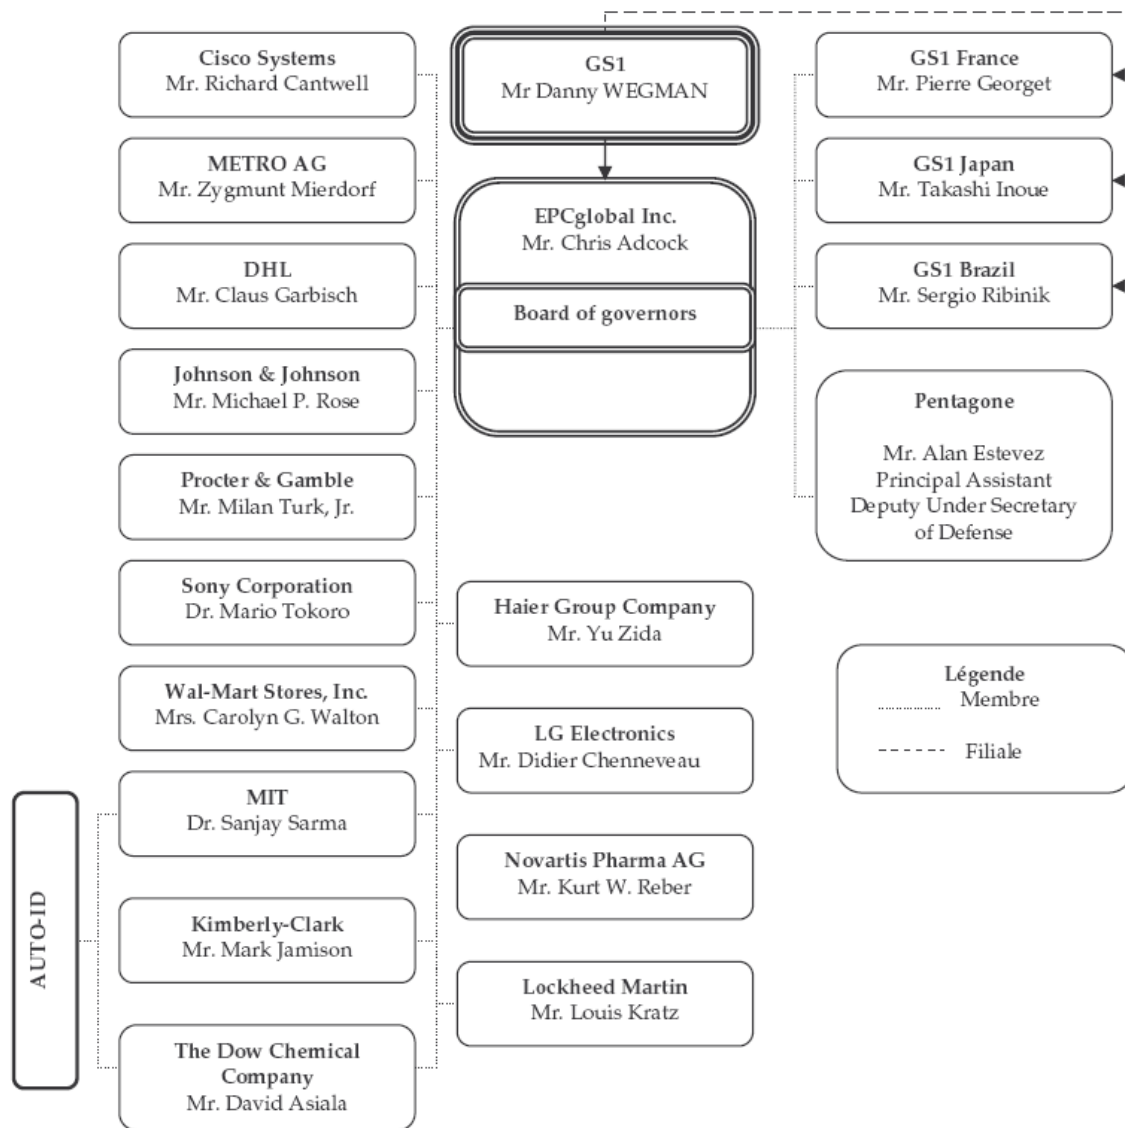 Cisco Systems
Mr. Richard Cantwell
METRO AG
Mr. Zygmunt Mierdorf
DHL
Mr. Claus Garbisch
Johnson & Johnson
Mr. Michael P. Rose
Procter & Gamble
Mr. Milan Turk, Jr.
Sony Corporation
Dr. Mario Tokoro
Wal-Mart Stores, Inc.
Mrs. Carolyn G. Walton
MIT
Dr. Sanjay Sarma
Kimberly-Clark
Mr. Mark Jamison
The Dow Chemical
Company
Mr. David Asiala
AUTO-ID
GS1
Mr Danny WEGMAN
EPCglobal Inc.
Mr. Chris Adcock
Board of governors
Haier Group Company
Mr. Yu Zida
LG Electronics
Mr. Didier Chenneveau
Novartis Pharma AG
Mr. Kurt W. Reber
Lockheed Martin
Mr. Louis Kratz
GS1 France
Mr. Pierre Georget
GS1 Japan
Mr. Takashi Inoue
GS1 Brazil
Mr. Sergio Ribinik
Pentagone
Mr. Alan Estevez
Principal Assistant
Deputy Under Secretary
of Defense
Légende
Membre
Filiale